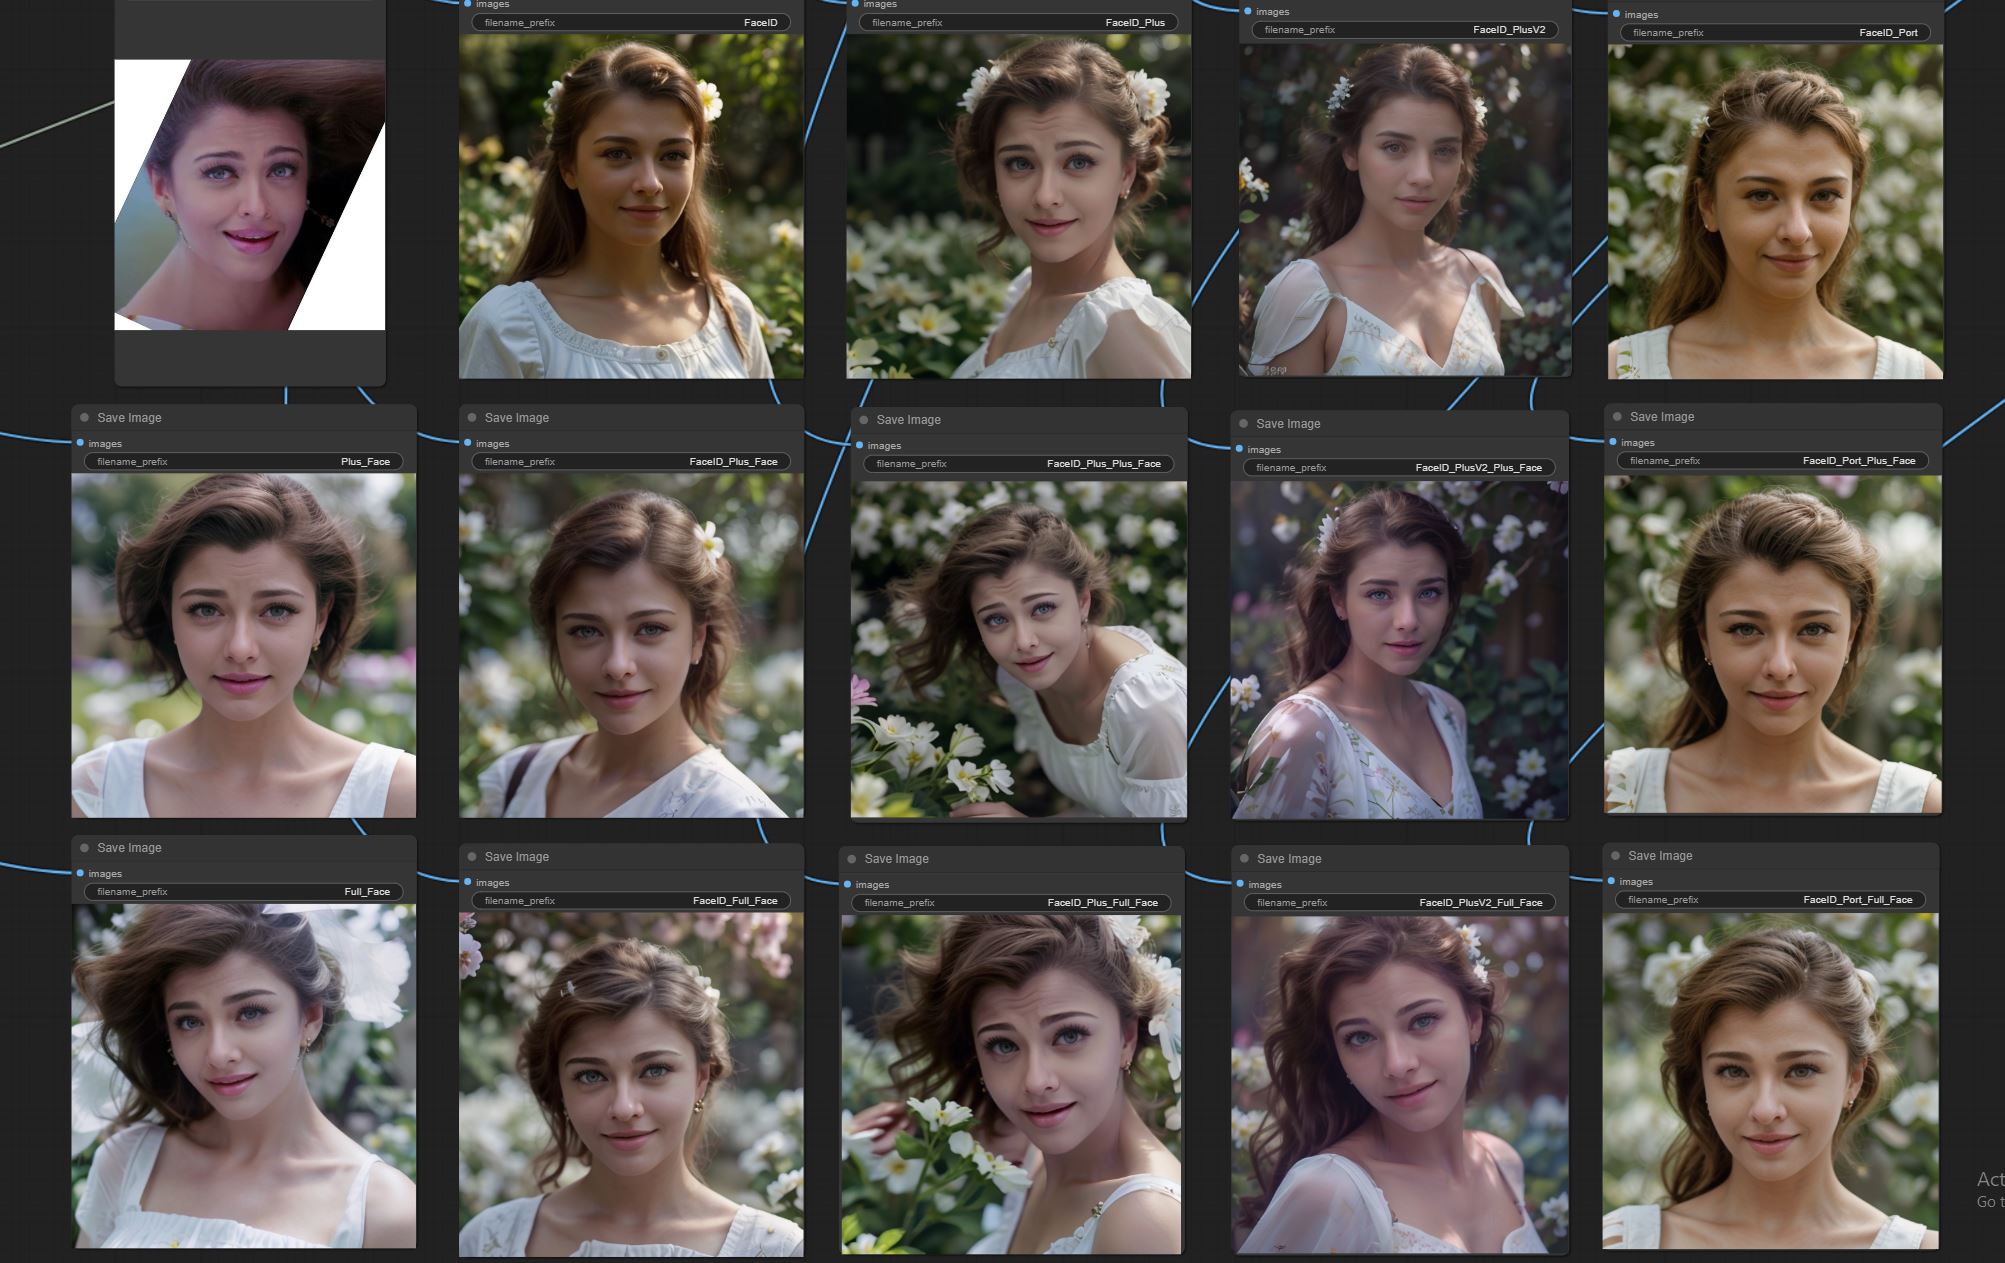 images
filename_prefix FaceID
images
filename_prefix FaceID_Plus
images
filename_prefix FaceID_PlusV2
images
filename_prefix FaceID_Port
Save Image
images
filename_prefix Plus_Face
Save Image
images
filename_prefix FaceID_Plus_Face
Save Image
images
filename_prefix FaceID_Plus_Plus_Face
Save Image
images
filename_prefix FaceID_PlusV2_Plus_Face
Save Image
images
filename_prefix FaceID_Port_Plus_Face
Save Image
images
filename_prefix Full_Face
Save Image
images
filename_prefix FaceID_Full_Face
Save Image
images
filename_prefix FaceID_Plus_Full_Face
Save Image
images
filename_prefix FaceID_PlusV2_Full_Face
Save Image
images
filename_prefix FaceID_Port_Full_Face
Act
Go t